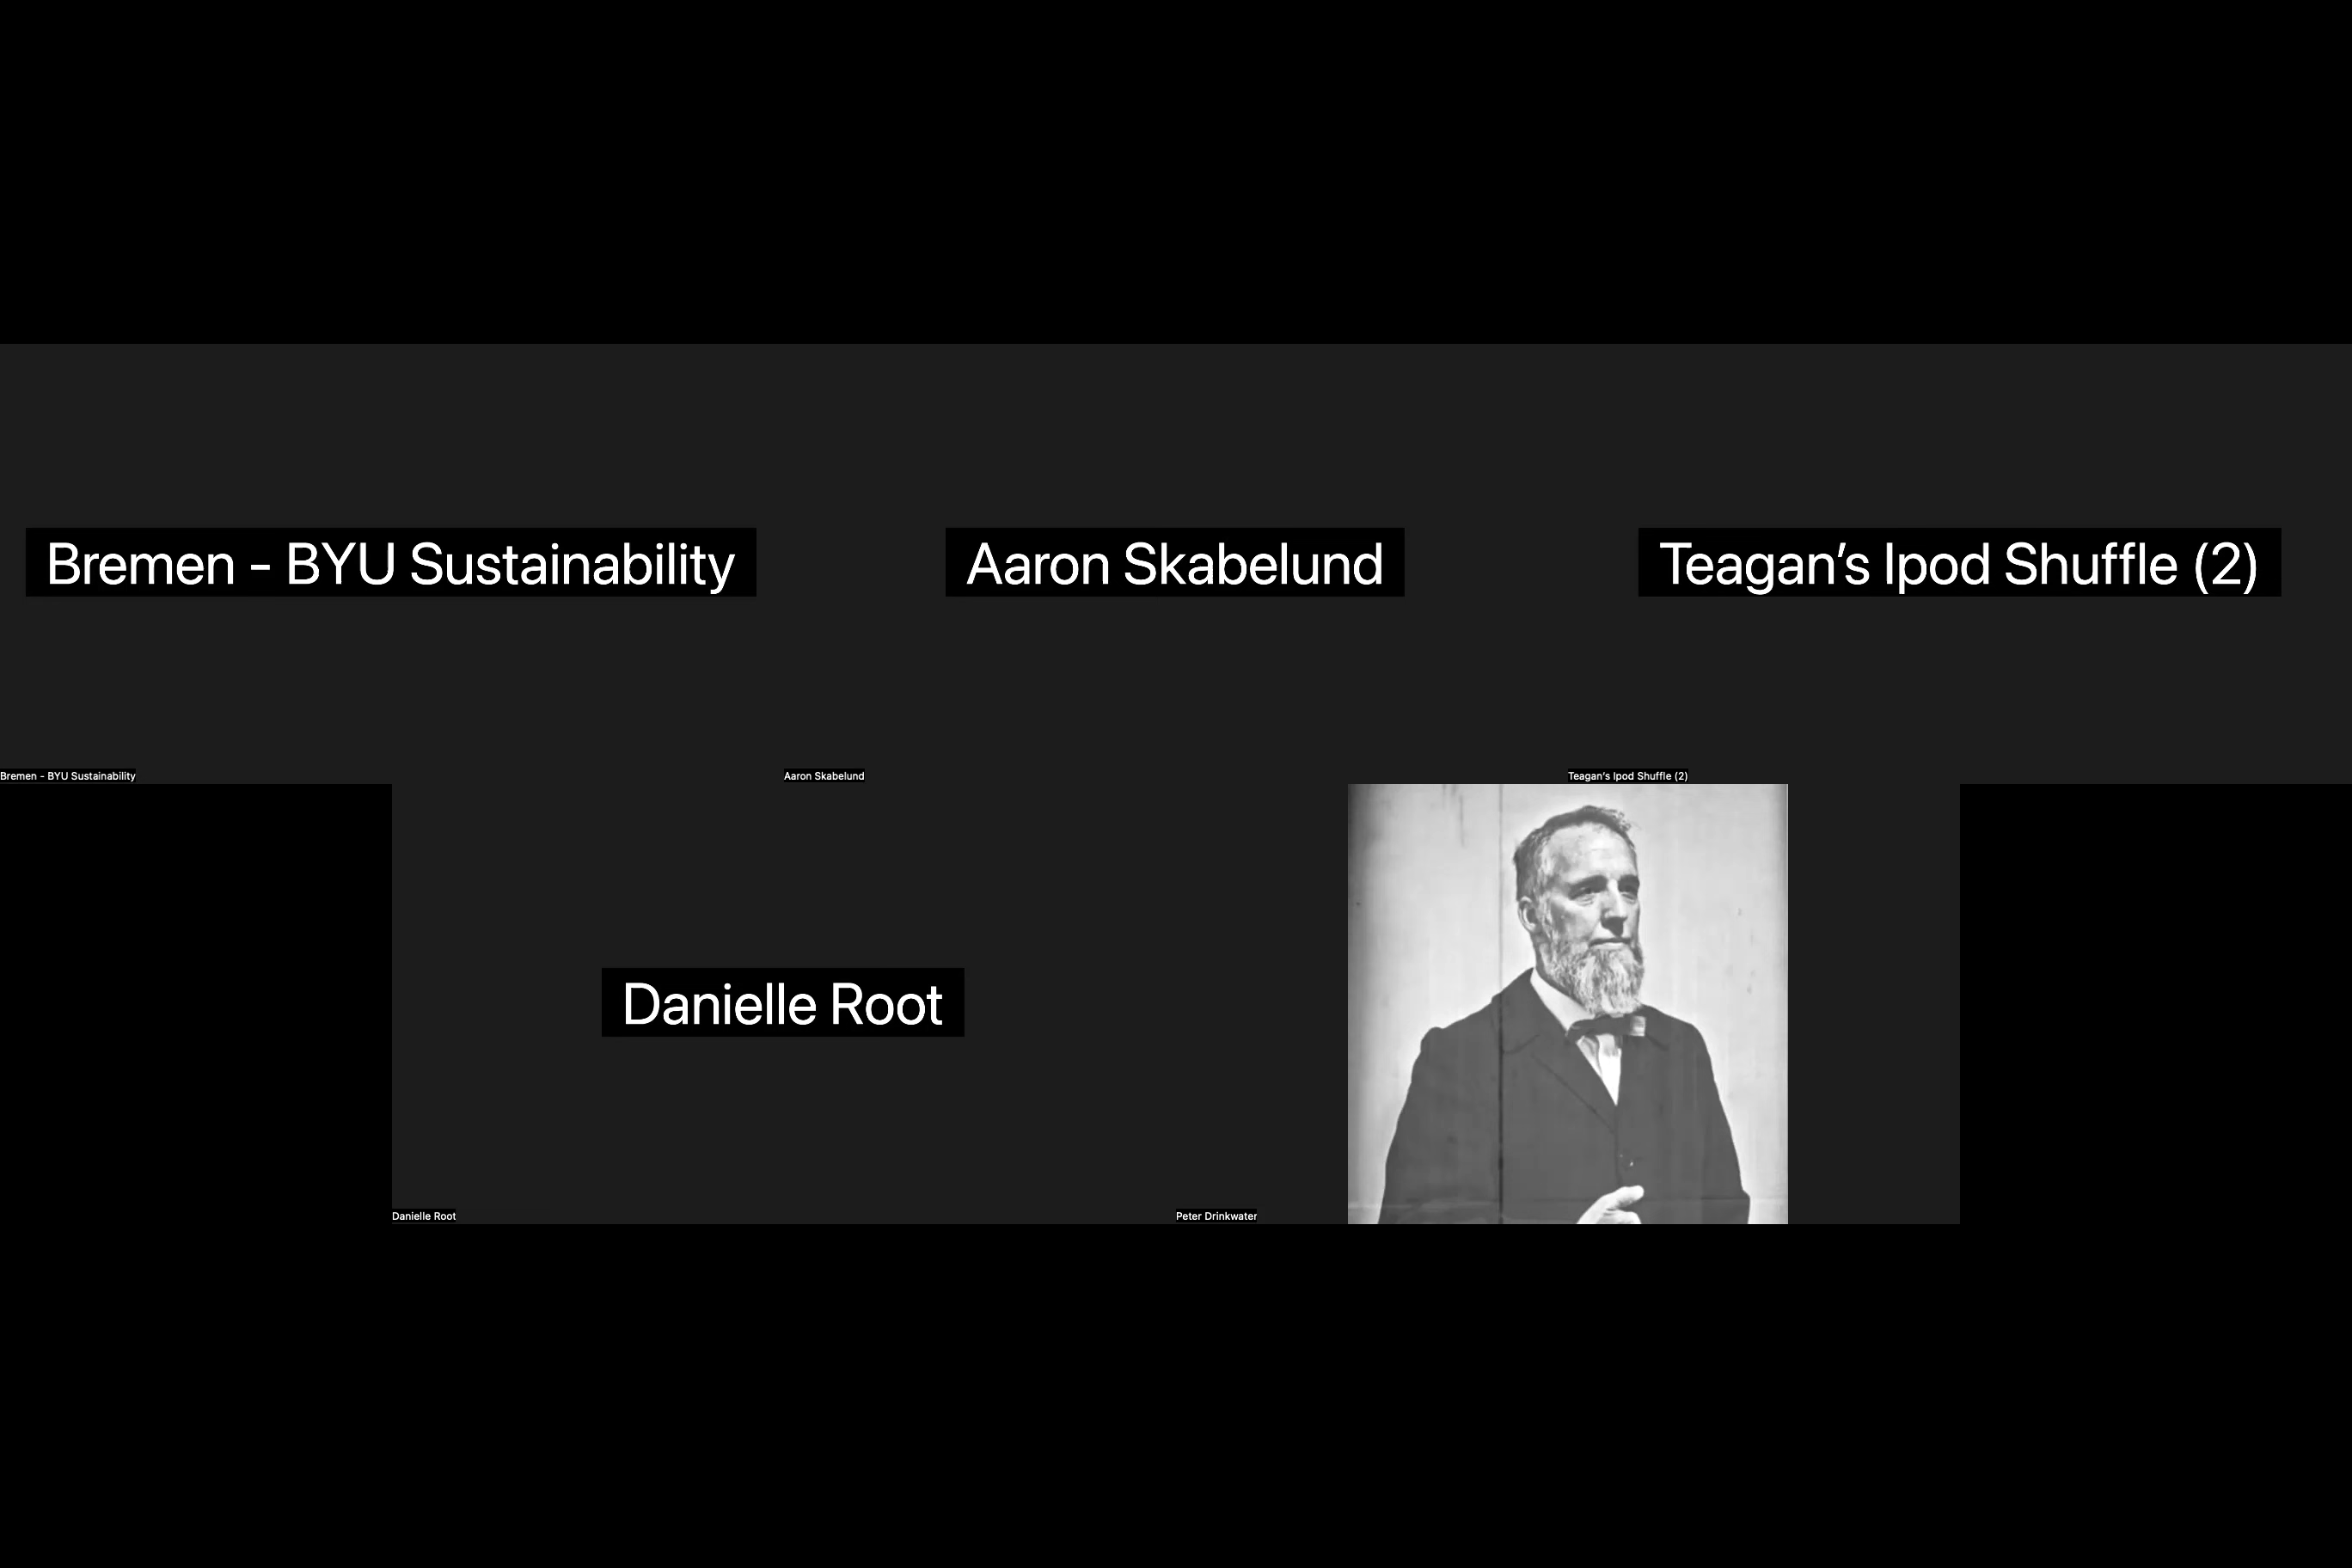 Bremen - BYU Sustainability
Aaron Skabelund
Teagan’s Ipod Shuffle (2)
Bremen - BYU Sustainability
Aaron Skabelund
Teagan’s Ipod Shuffle (2)
Danielle Root
Danielle Root
Peter Drinkwater